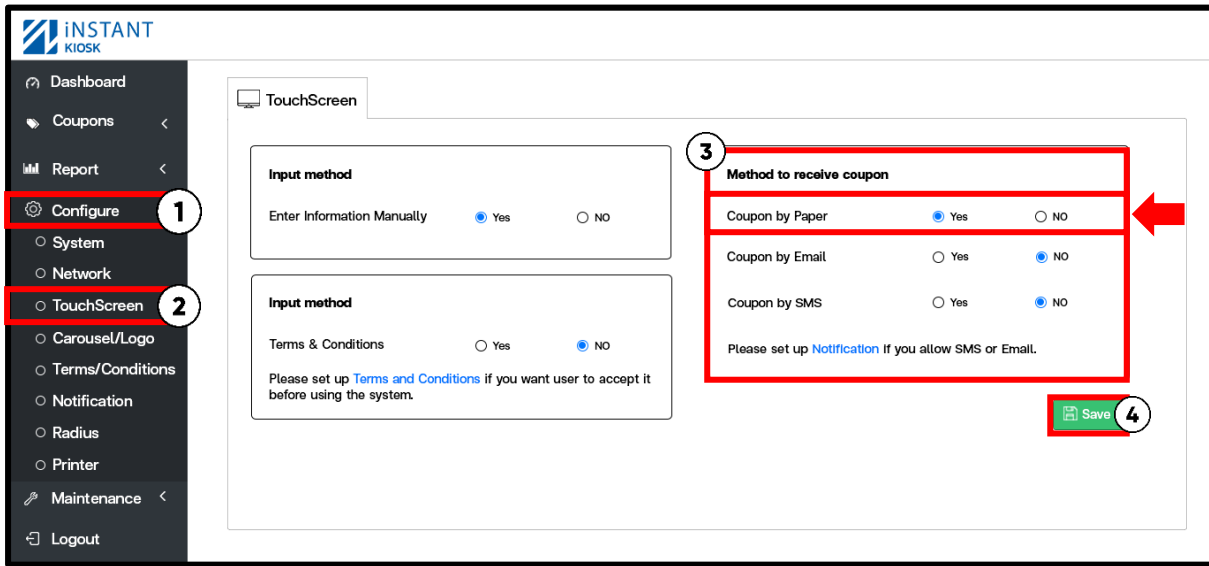 iNSTANT
KIOSK
Dashboard
Coupons
Report
Configure
1
System
Network
TouchScreen
2
Carousel/Logo
Terms/Conditions
Notification
Radius
Printer
Maintenance
Logout
TouchScreen
Input method
Enter Information Manually Yes NO
Input method
Terms & Conditions Yes NO
Please set up Terms and Conditions if you want user to accept it
before using the system.
3
Method to receive coupon
Coupon by Paper Yes NO
Coupon by Email Yes NO
Coupon by SMS Yes NO
Please set up Notification if you allow SMS or Email.
Save
4